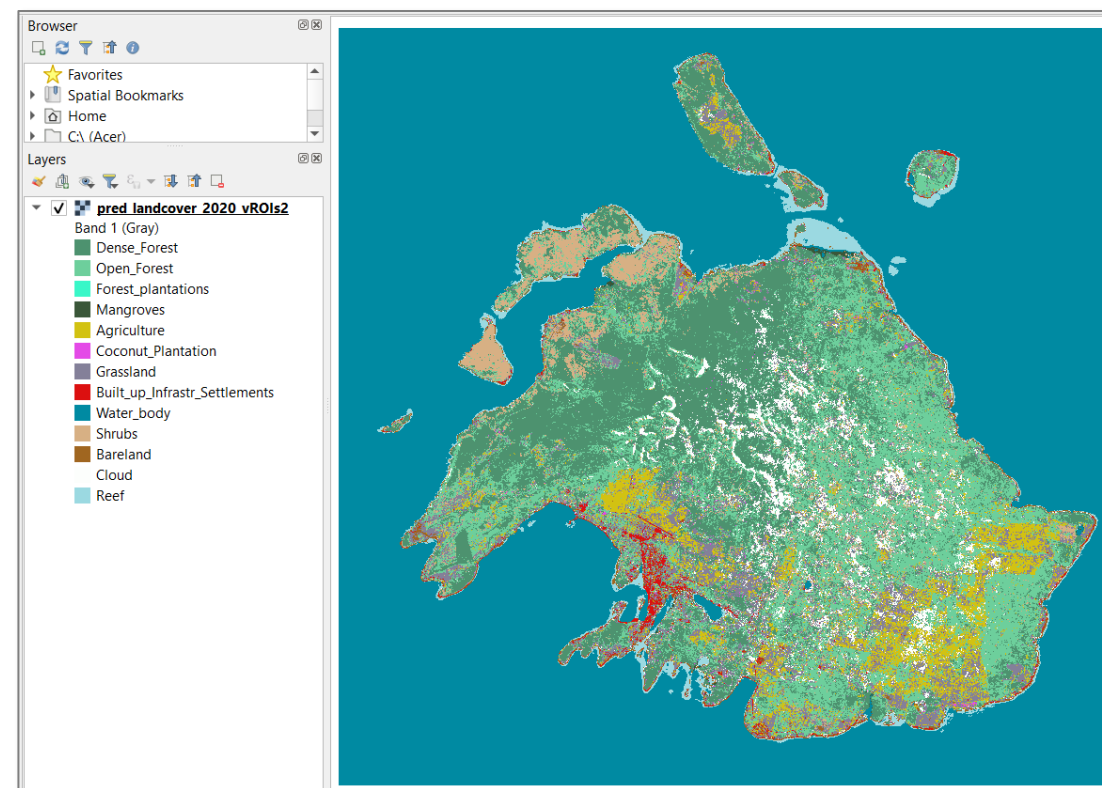 Browser
Favorites
Spatial Bookmarks
Home
C:\ (Acer)
Layers
pred_landcover_2020_vROIs2
Band 1 (Gray)
Dense_Forest
Open_Forest
Forest_plantations
Mangroves
Agriculture
Coconut_Plantation
Grassland
Built_up_Infrastr_Settlements
Water_body
Shrubs
Bareland
Cloud
Reef